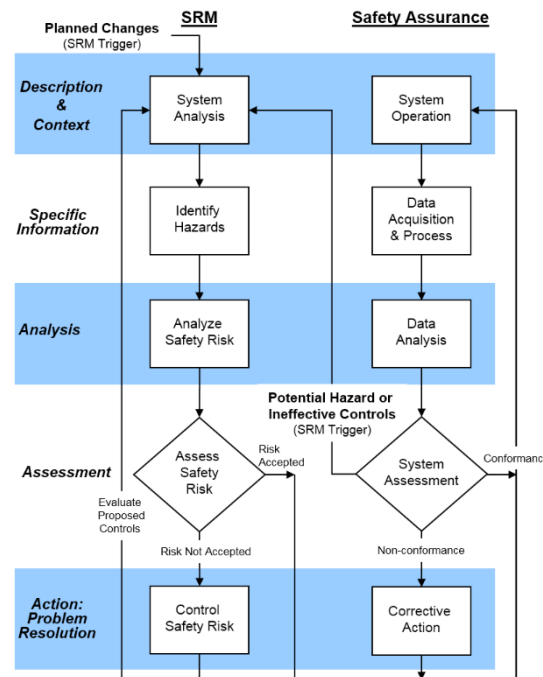 SRM
Safety Assurance
Planned Changes
(SRM Trigger)
Description
&
Context
System
Analysis
System
Operation
Specific
Information
Identify
Hazards
Data
Acquisition
& Process
Analysis
Analyze
Safety Risk
Data
Analysis
Potential Hazard or
Ineffective Controls
(SRM Trigger)
Assessment
Assess
Safety
Risk
Risk
Accepted
System
Assessment
Conformanc
Evaluate
Proposed
Controls
Risk Not Accepted
Non-conformance
Action:
Problem
Resolution
Control
Safety Risk
Corrective
Action